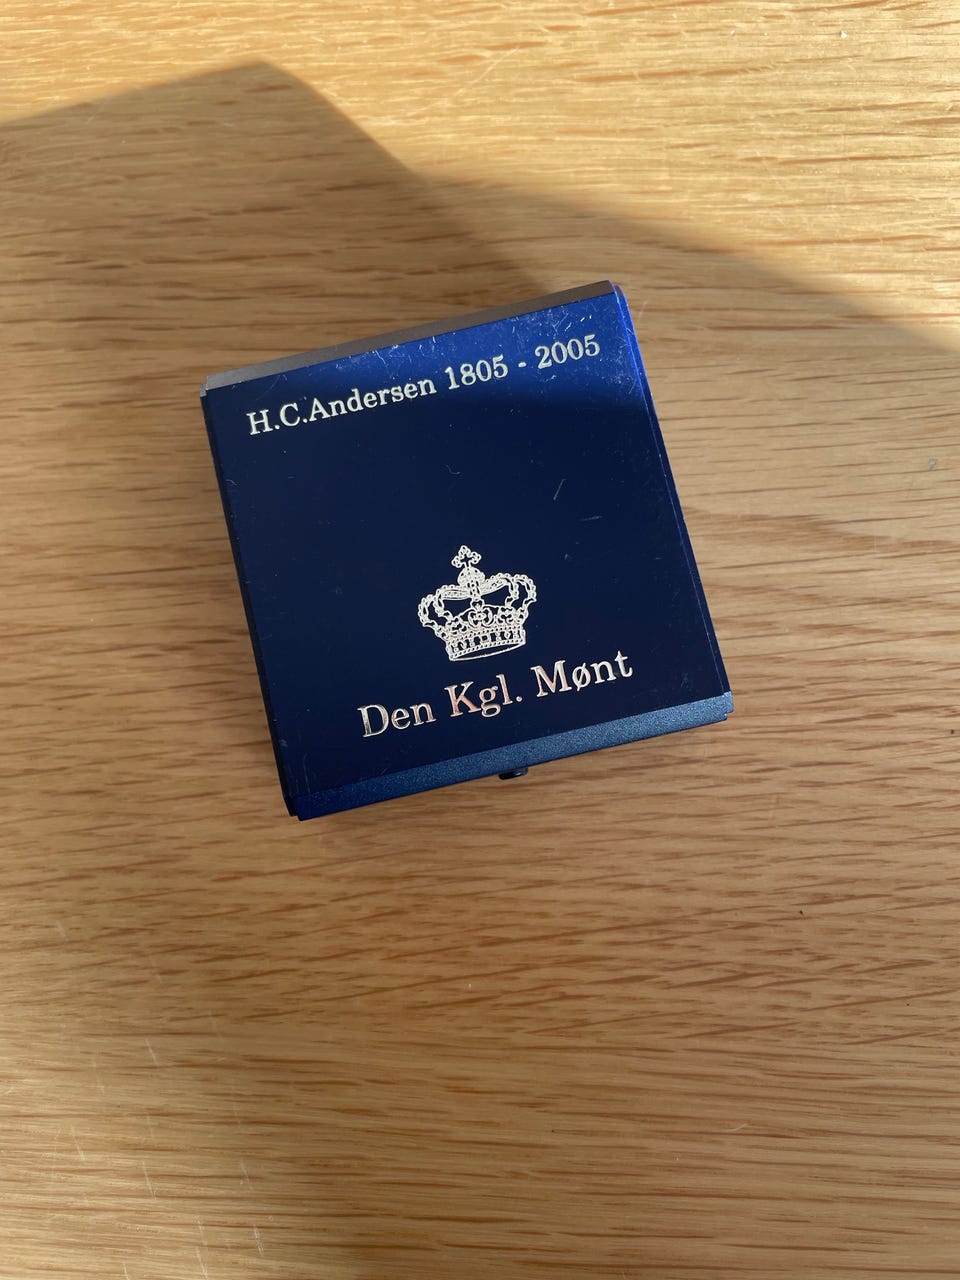 H.C.Andersen 1805 - 2005
Den Kgl. Mønt